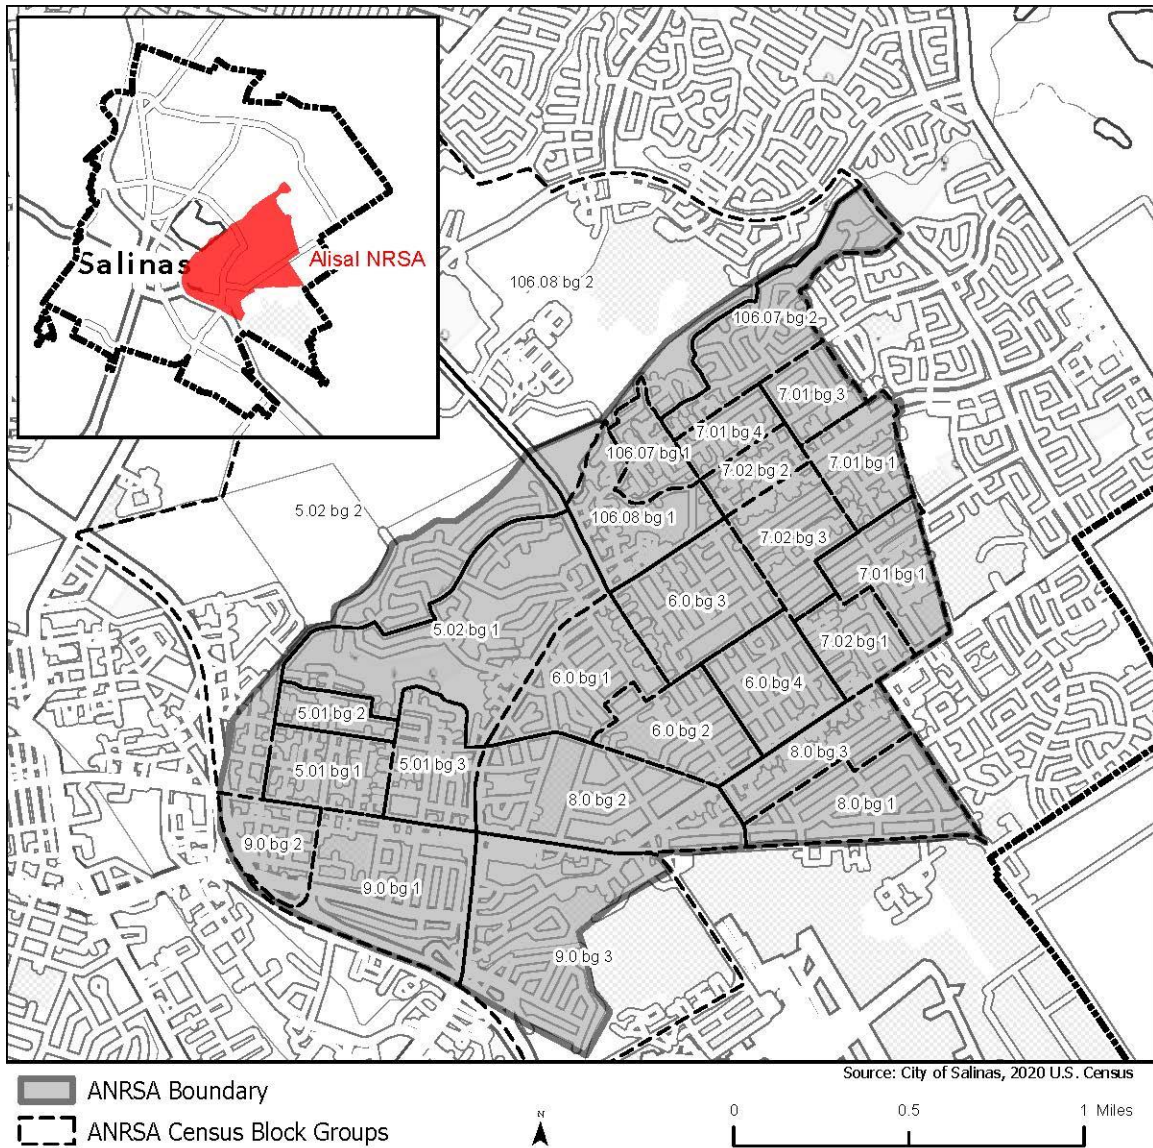 Salinas
Alisal NRSA
106.08 bg 2
106.07 bg 2
7.01 bg 3
7.01 bg 4
106.07 bg 1
7.02 bg 2
7.01 bg 1
5.02 bg 2
106.08 bg 1
7.02 bg 3
7.01 bg 1
6.0 bg 3
5.02 bg 1
7.02 bg 1
6.0 bg 1
6.0 bg 4
5.01 bg 2
6.0 bg 2
8.0 bg 3
5.01 bg 1
5.01 bg 3
8.0 bg 2
8.0 bg 1
9.0 bg 2
9.0 bg 1
9.0 bg 3
Source: City of Salinas, 2020 U.S. Census
ANRSA Boundary
ANRSA Census Block Groups
N
0 0.5 1 Miles